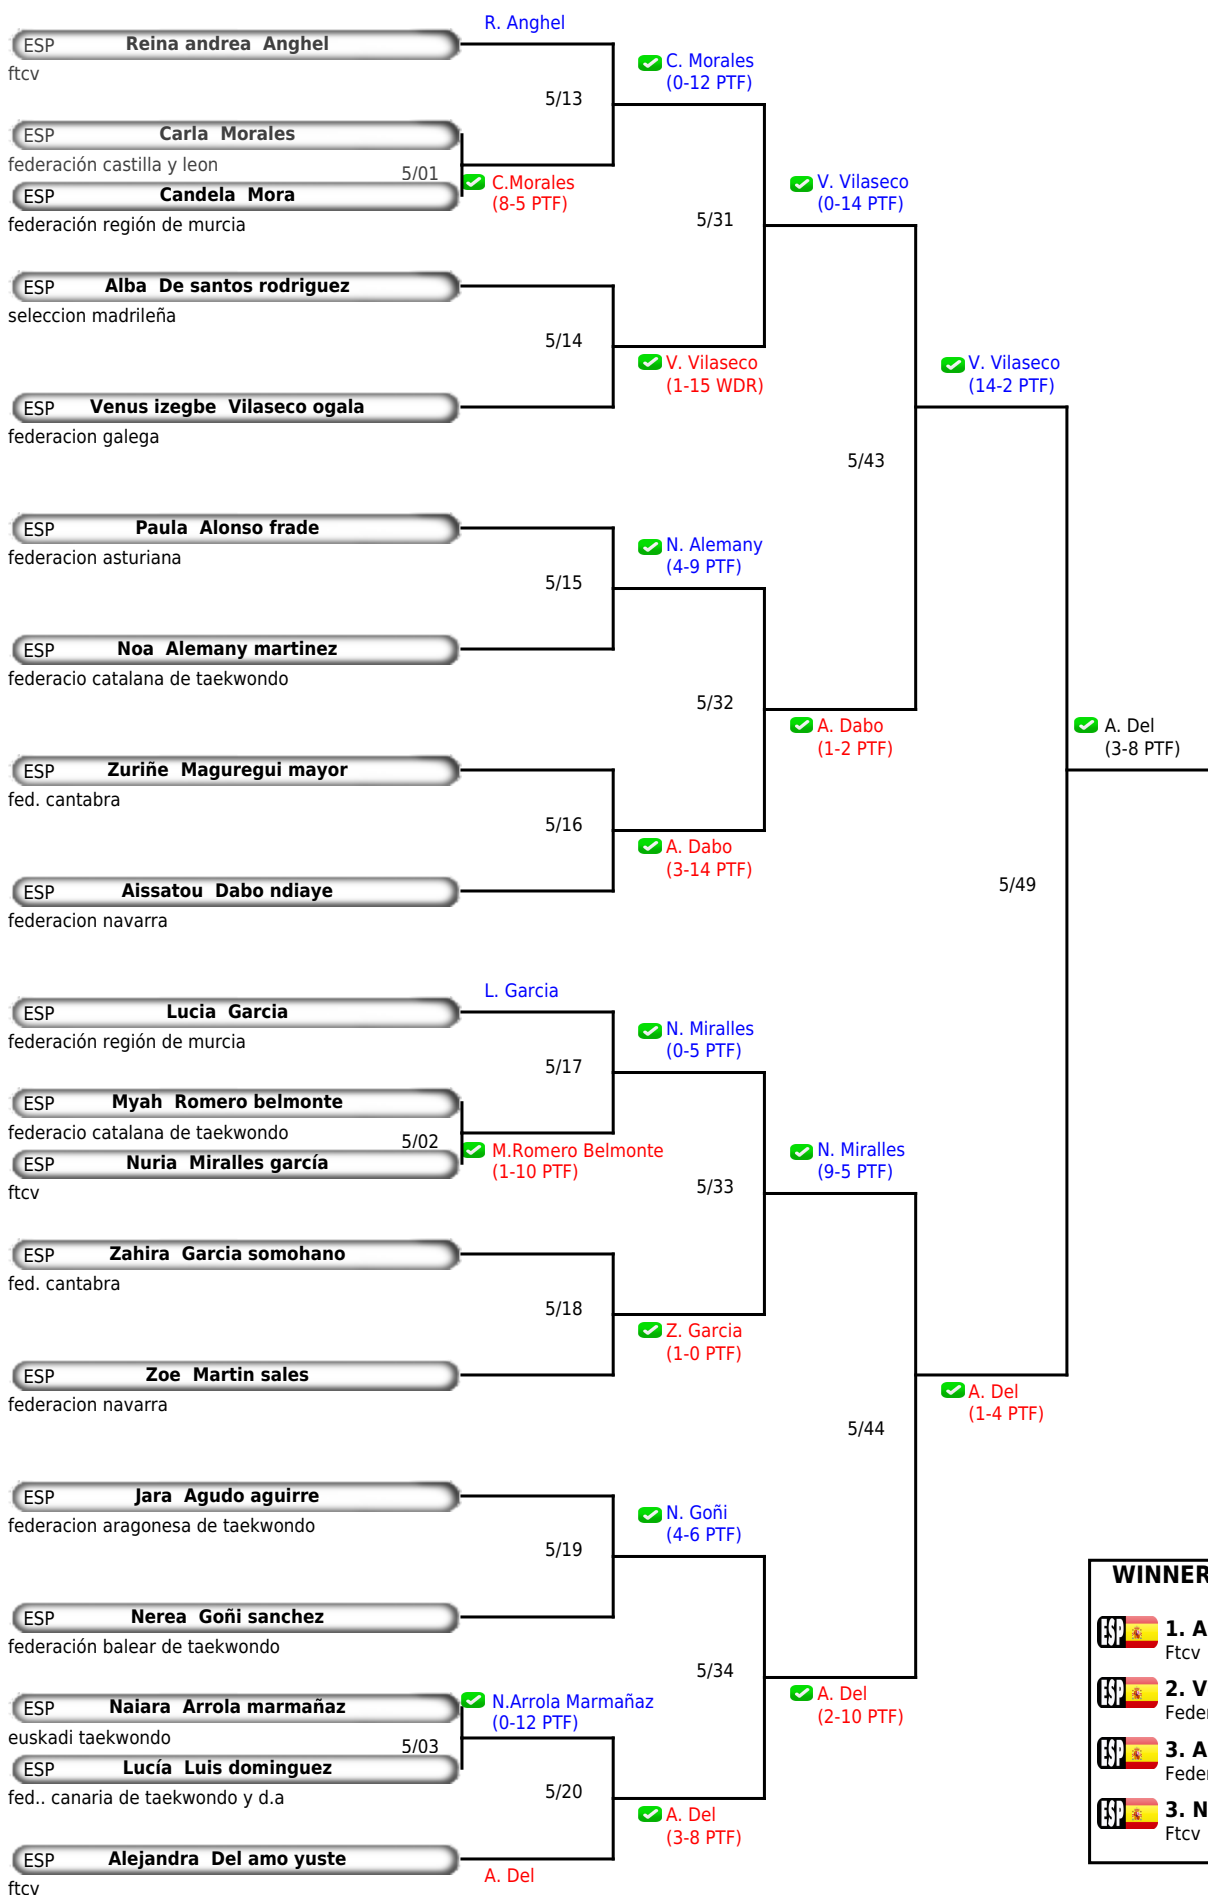 R. Anghel
ESP Reina andrea Anghel
ftcv
C. Morales
(0-12 PTF)
5/13
ESP Carla Morales
federación castilla y leon
5/01
C.Morales
(8-5 PTF)
ESP Candela Mora
federación región de murcia
V. Vilaseco
(0-14 PTF)
5/31
ESP Alba De santos rodriguez
seleccion madrileña
5/14
V. Vilaseco
(1-15 WDR)
V. Vilaseco
(14-2 PTF)
ESP Venus izegbe Vilaseco ogala
federacion galega
5/43
ESP Paula Alonso frade
federacion asturiana
N. Alemany
(4-9 PTF)
5/15
ESP Noa Alemany martinez
federacio catalana de taekwondo
5/32
A. Dabo
(1-2 PTF)
A. Del
(3-8 PTF)
ESP Zuriñe Maguregui mayor
fed. cantabra
5/16
A. Dabo
(3-14 PTF)
ESP Aissatou Dabo ndiaye
federacion navarra
5/49
L. Garcia
ESP Lucia Garcia
federación región de murcia
N. Miralles
(0-5 PTF)
5/17
ESP Myah Romero belmonte
federacio catalana de taekwondo
5/02
M.Romero Belmonte
(1-10 PTF)
ESP Nuria Miralles garcía
ftcv
N. Miralles
(9-5 PTF)
5/33
ESP Zahira Garcia somohano
fed. cantabra
5/18
Z. Garcia
(1-0 PTF)
ESP Zoe Martin sales
federacion navarra
A. Del
(1-4 PTF)
5/44
ESP Jara Agudo aguirre
federacion aragonesa de taekwondo
N. Goñi
(4-6 PTF)
5/19
ESP Nerea Goñi sanchez
federación balear de taekwondo
5/34
A. Del
(2-10 PTF)
ESP Naiara Arrola marmañaz
euskadi taekwondo
5/03
N.Arrola Marmañaz
(0-12 PTF)
ESP Lucía Luis dominguez
fed.. canaria de taekwondo y d.a
5/20
A. Del
(3-8 PTF)
ESP Alejandra Del amo yuste
ftcv
A. Del
WINNER
ESP 1. A
Ftcv
ESP 2. V
Feder
ESP 3. A
Feder
ESP 3. N
Ftcv